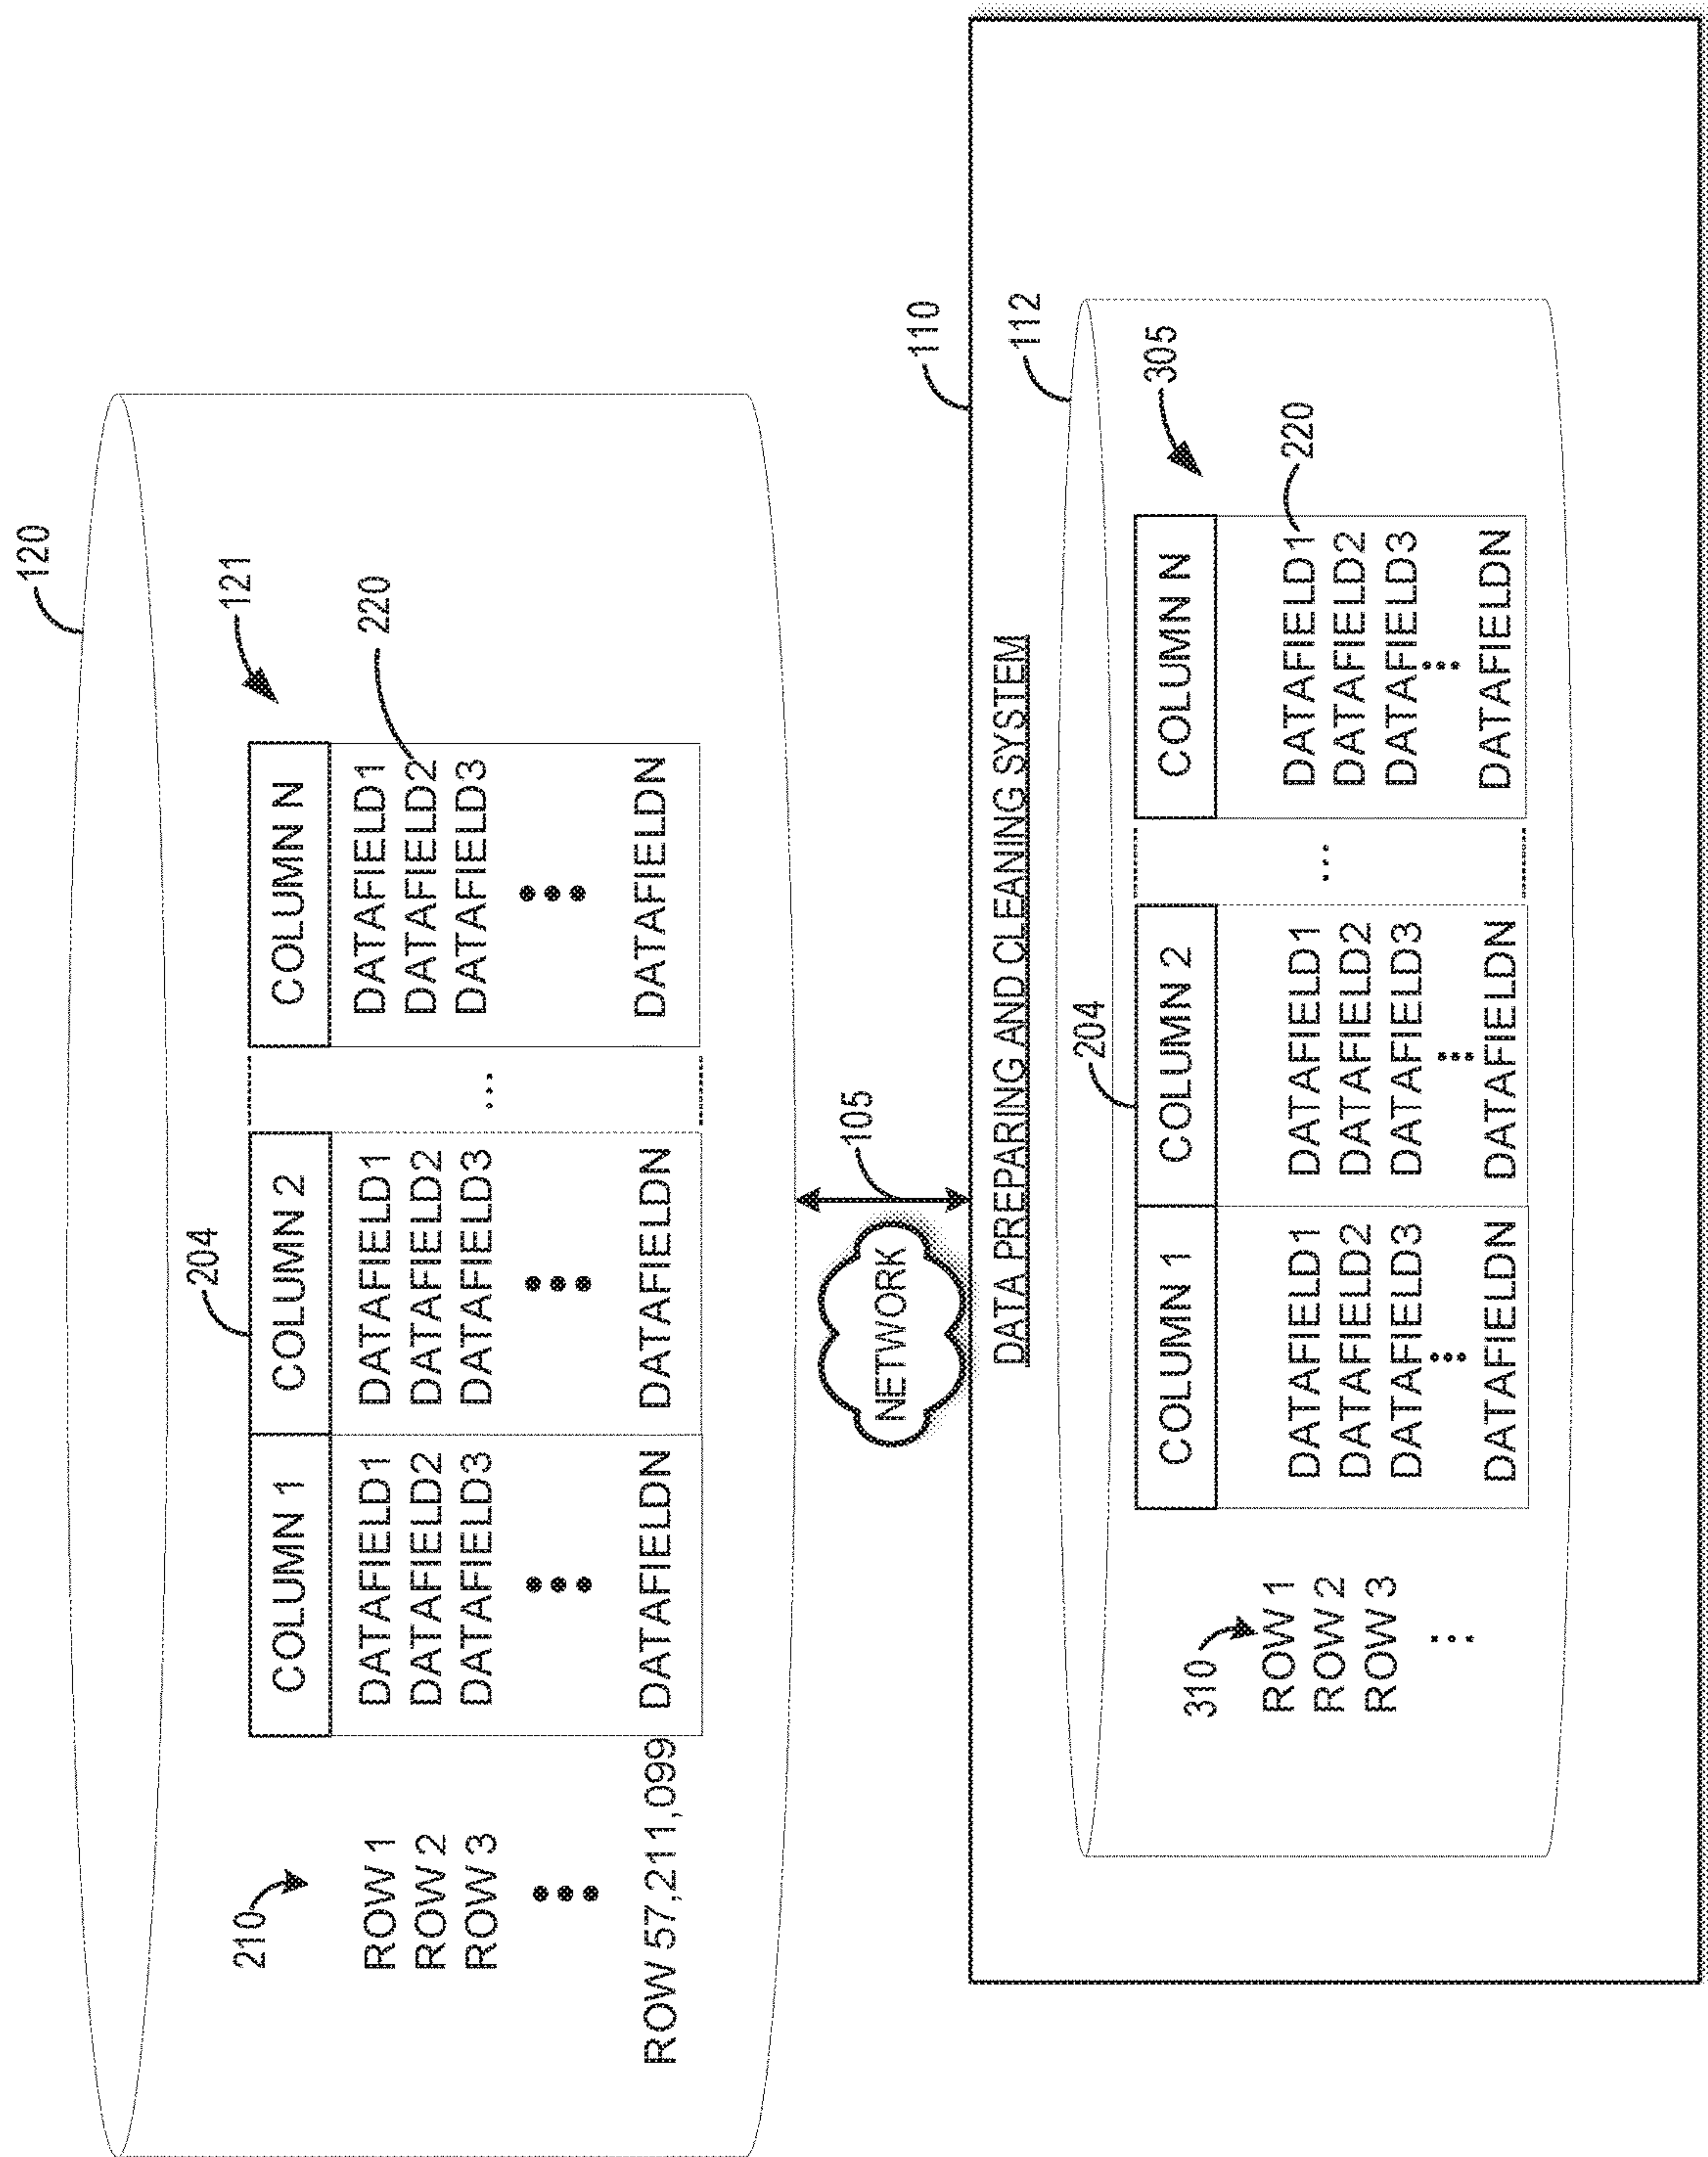 120
121
204
210
COLUMN 1 COLUMN 2 COLUMN N
220
ROW 1 DATAFIELD1 DATAFIELD1 ... DATAFIELD1
ROW 2 DATAFIELD2 DATAFIELD2 DATAFIELD2
ROW 3 DATAFIELD3 DATAFIELD3 DATAFIELD3
... ... ... ...
ROW 57,211,099 DATAFIELDN DATAFIELDN DATAFIELDN
NETWORK
105
110
DATA PREPARING AND CLEANING SYSTEM
112
204
305
COLUMN 1 COLUMN 2 COLUMN N
310
220
ROW 1 DATAFIELD1 DATAFIELD1 ... DATAFIELD1
ROW 2 DATAFIELD2 DATAFIELD2 DATAFIELD2
ROW 3 DATAFIELD3 DATAFIELD3 DATAFIELD3
... ... ... ...
DATAFIELDN DATAFIELDN DATAFIELDN